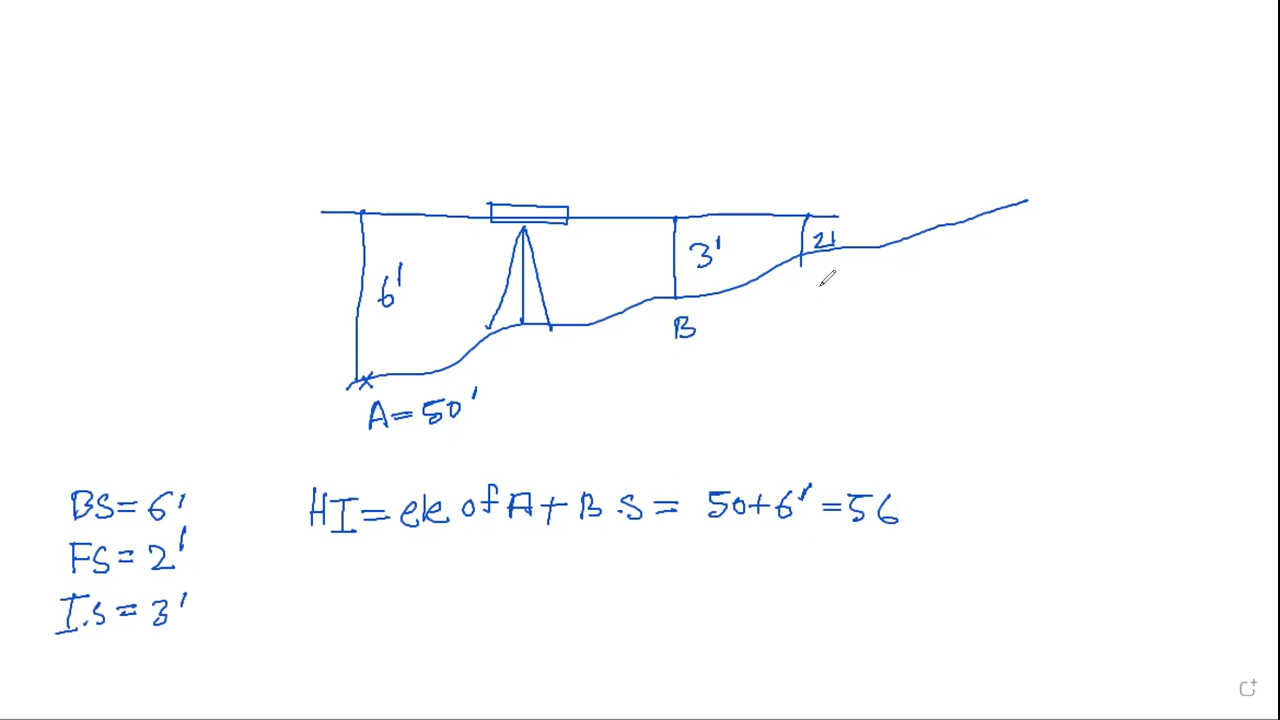 6'
3'
2'
B
A = 50'
BS = 6'
HI = ele of A + B.S = 50 + 6' = 56
FS = 2'
I.S = 3'